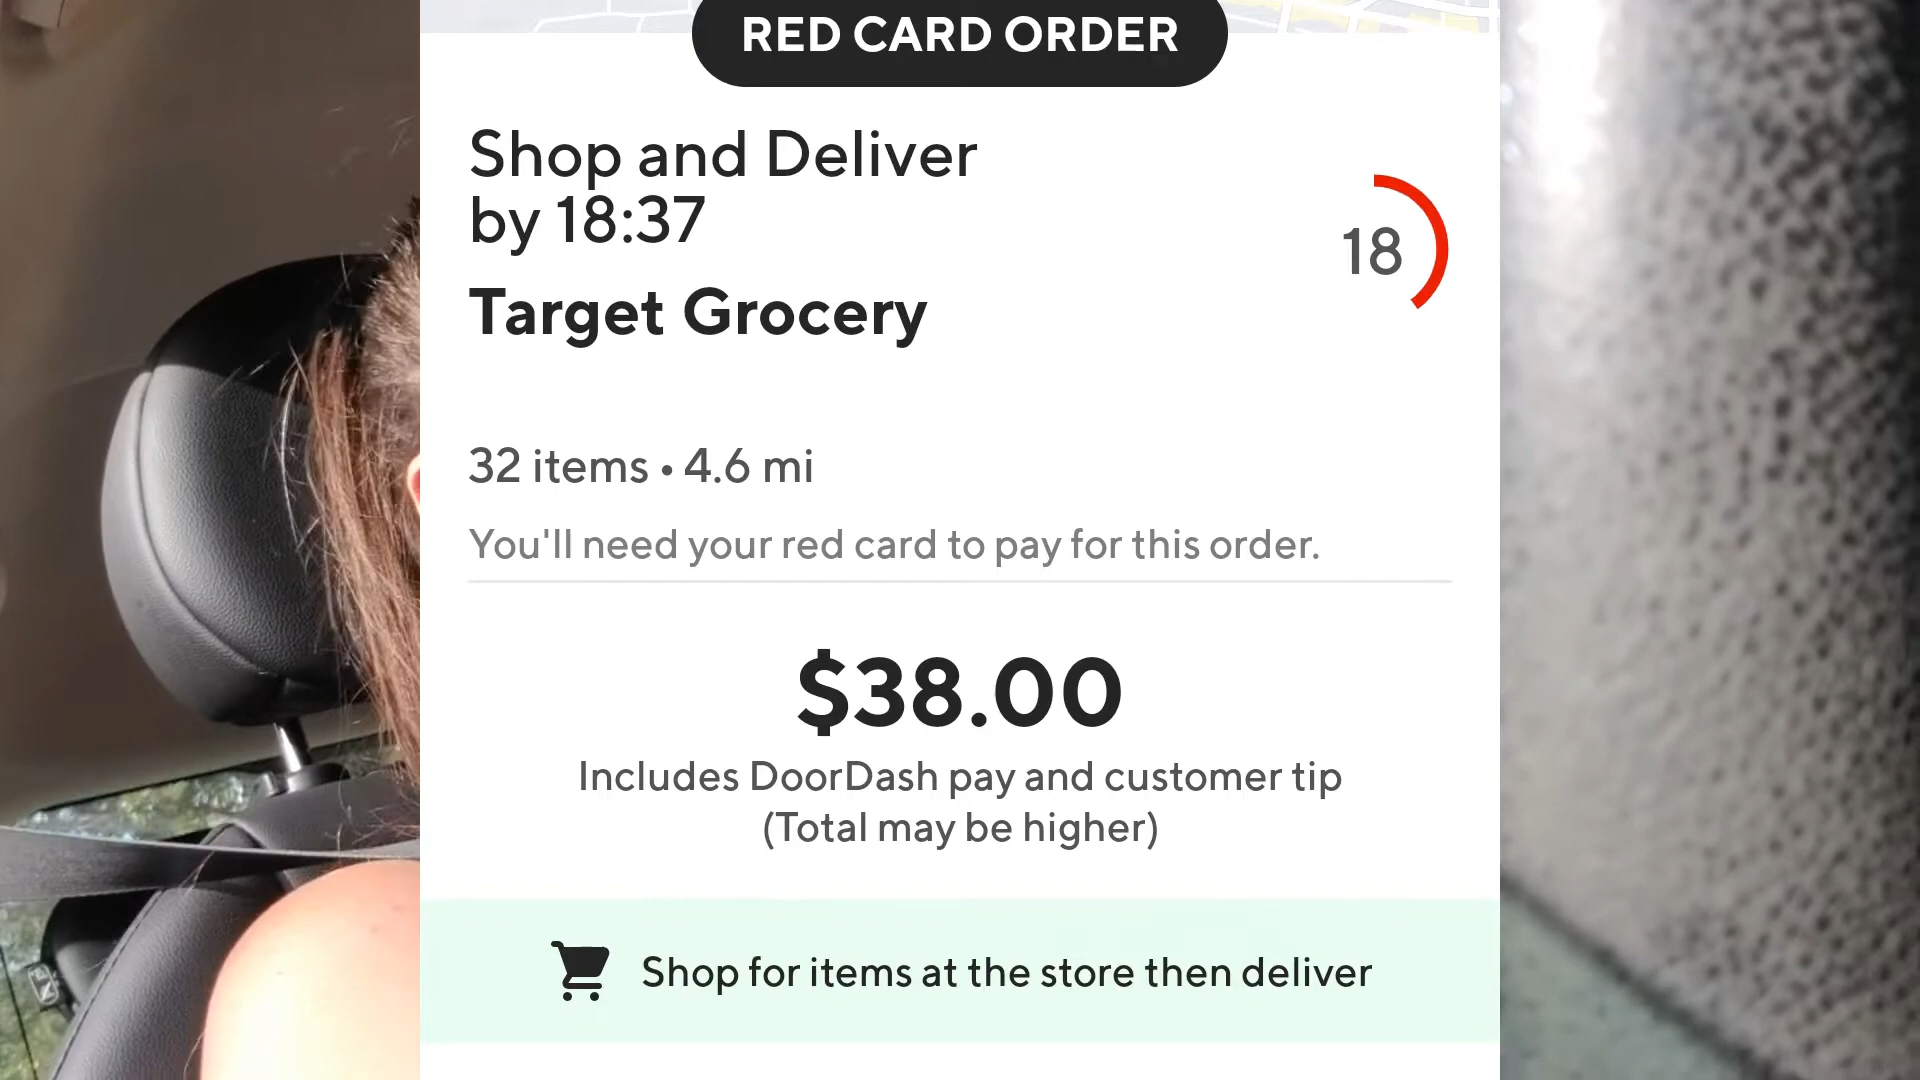 RED CARD ORDER
Shop and Deliver
by 18:37
18
Target Grocery
32 items • 4.6 mi
You'll need your red card to pay for this order.
$38.00
Includes DoorDash pay and customer tip
(Total may be higher)
Shop for items at the store then deliver